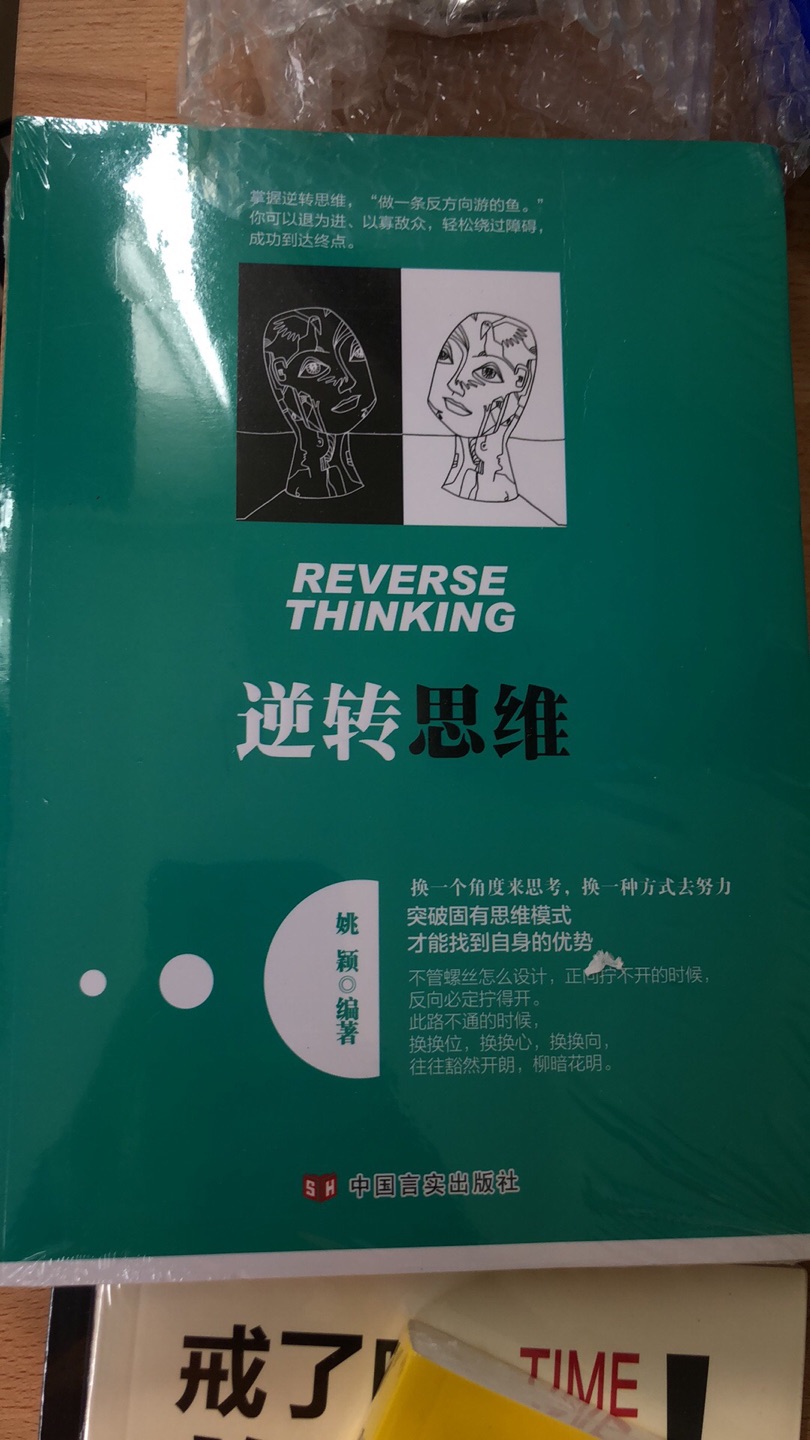 掌握逆转思维，“做一条反方向游的鱼。”
你可以退为进、以寡敌众，轻松绕过障碍，
成功到达终点。
REVERSE
THINKING
逆转思维
换一个角度来思考，换一种方式去努力
突破固有思维模式
才能找到自身的优势
姚颖◎编著
不管螺丝怎么设计，正向拧不开的时候，
反向必定拧得开。
此路不通的时候，
换换位，换换心，换换向，
往往豁然开朗，柳暗花明。
SH 中国言实出版社
戒了
TIME
!